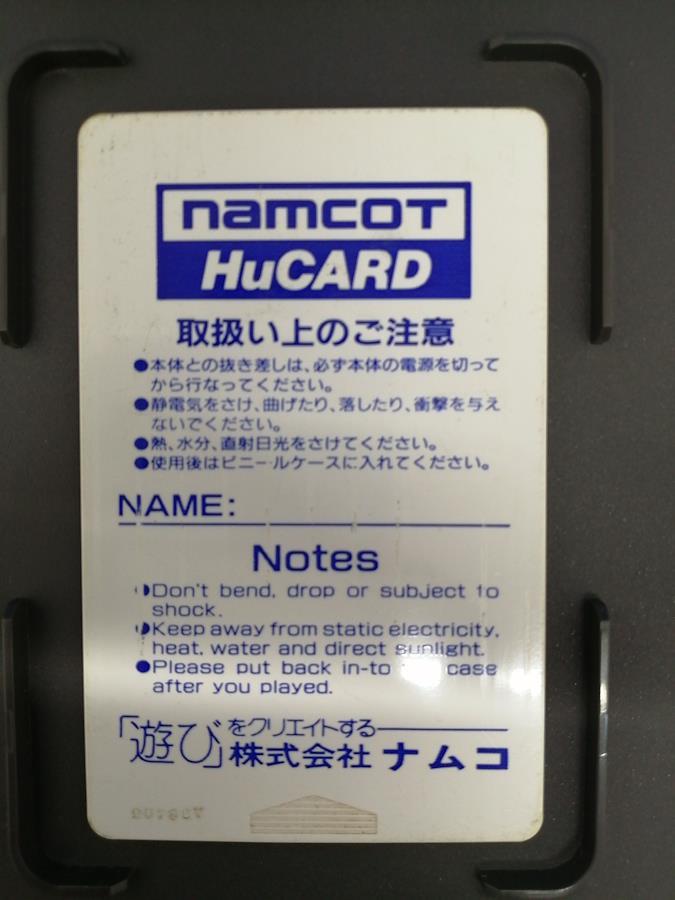 namcoT
HuCARD
取扱い上のご注意
●本体との抜き差しは、必ず本体の電源を切って
から行なってください。
●静電気をさけ、曲げたり、落したり、衝撃を与え
ないでください。
●熱、水分、直射日光をさけてください。
●使用後はビニールケースに入れてください。
NAME:
Notes
●Don't bend, drop or subject to
shock.
●Keep away from static electricity,
heat, water and direct sunlight.
●Please put back in-to case
after you played.
「遊び」をクリエイトする
株式会社ナムコ